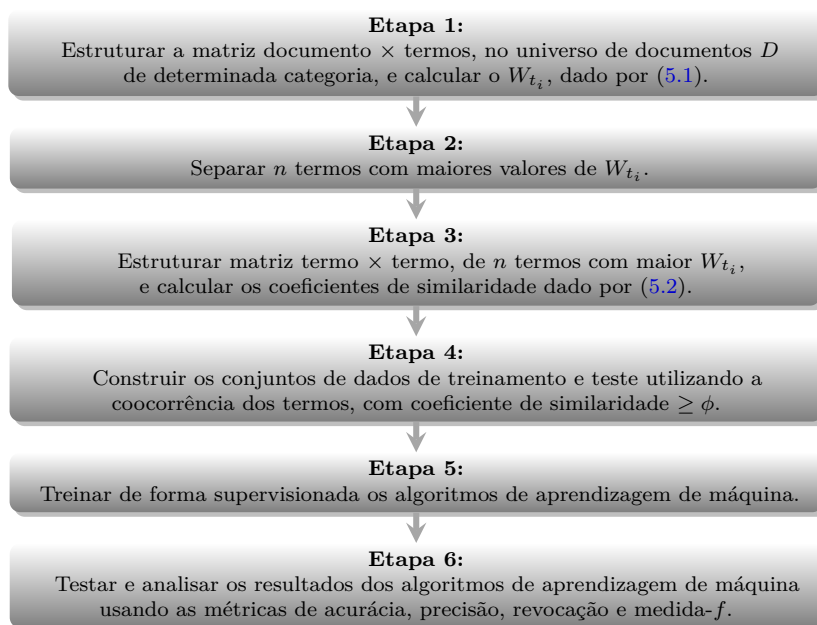 Etapa 1:
Estruturar a matriz documento × termos, no universo de documentos D
de determinada categoria, e calcular o W_{t_i}, dado por (5.1).
Etapa 2:
Separar n termos com maiores valores de W_{t_i}.
Etapa 3:
Estruturar matriz termo × termo, de n termos com maior W_{t_i},
e calcular os coeficientes de similaridade dado por (5.2).
Etapa 4:
Construir os conjuntos de dados de treinamento e teste utilizando a
coocorrência dos termos, com coeficiente de similaridade ≥ ϕ.
Etapa 5:
Treinar de forma supervisionada os algoritmos de aprendizagem de máquina.
Etapa 6:
Testar e analisar os resultados dos algoritmos de aprendizagem de máquina
usando as métricas de acurácia, precisão, revocação e medida-f.